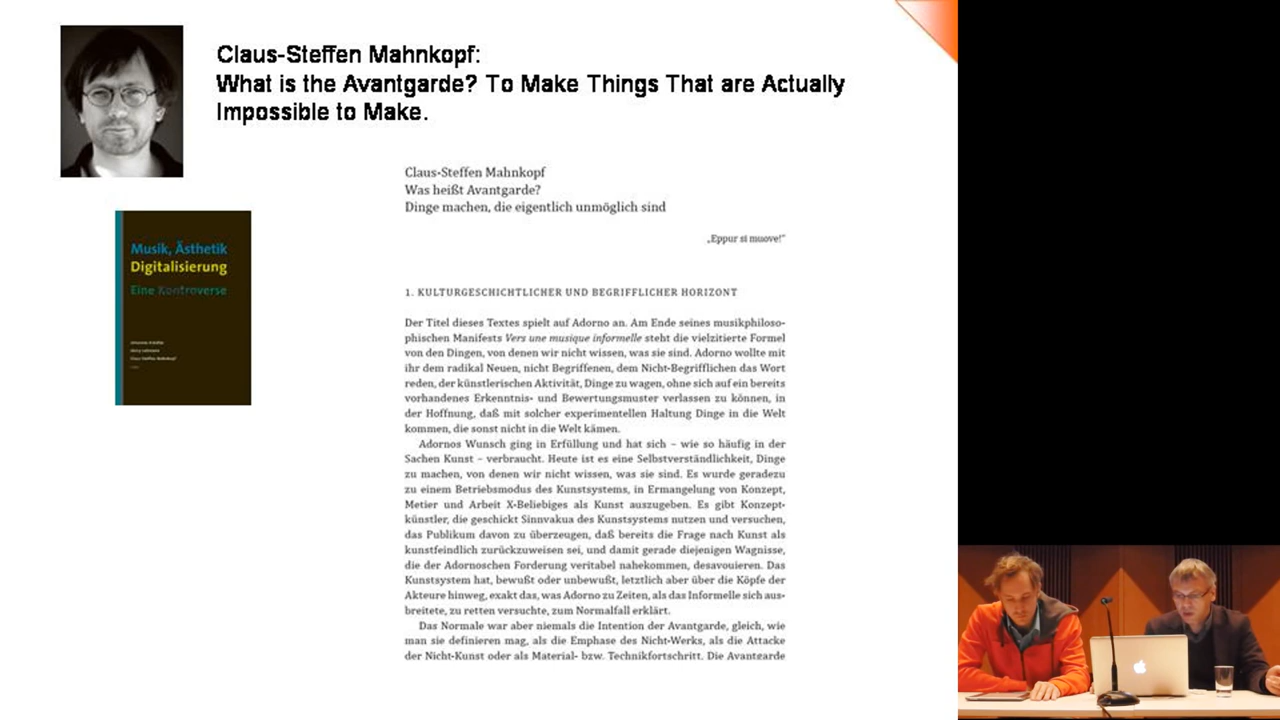 Claus-Steffen Mahnkopf:
What is the Avantgarde? To Make Things That are Actually
Impossible to Make.
Claus-Steffen Mahnkopf
Was heißt Avantgarde?
Dinge machen, die eigentlich unmöglich sind
„Eppur si muove!“
1. KULTURGESCHICHTLICHER UND BEGRIFFLICHER HORIZONT
Der Titel dieses Textes spielt auf Adorno an. Am Ende seines musikphiloso-
phischen Manifests Vers une musique informelle steht die vielzitierte Formel
von den Dingen, von denen wir nicht wissen, was sie sind. Adorno wollte mit
ihr dem radikal Neuen, nicht Begriffenen, dem Nicht-Begrifflichen das Wort
reden, der künstlerischen Aktivität, Dinge zu wagen, ohne sich auf ein bereits
vorhandenes Erkenntnis- und Bewertungsmuster verlassen zu können, in
der Hoffnung, daß mit solcher experimentellen Haltung Dinge in die Welt
kommen, die sonst nicht in die Welt kämen.
Adornos Wunsch ging in Erfüllung und hat sich – wie so häufig in der
Sachen Kunst – verbraucht. Heute ist es eine Selbstverständlichkeit, Dinge
zu machen, von denen wir nicht wissen, was sie sind. Es wurde geradezu
zu einem Betriebsmodus des Kunstsystems, in Ermangelung von Konzept,
Metier und Arbeit X-Beliebiges als Kunst auszugeben. Es gibt Konzept-
künstler, die geschickt Sinnvakua des Kunstsystems nutzen und versuchen,
das Publikum davon zu überzeugen, daß bereits die Frage nach Kunst als
kunstfeindlich zurückzuweisen sei, und damit gerade diejenigen Wagnisse,
die der Adornoschen Forderung veritabel nahekommen, desavouieren. Das
Kunstsystem hat, bewußt oder unbewußt, letztlich aber über die Köpfe der
Akteure hinweg, exakt das, was Adorno zu Zeiten, als das Informelle sich aus-
breitete, zu retten versuchte, zum Normalfall erklärt.
Das Normale war aber niemals die Intention der Avantgarde, gleich, wie
man sie definieren mag, als die Emphase des Nicht-Werks, als die Attacke
der Nicht-Kunst oder als Material- bzw. Technikfortschritt. Die Avantgarde
Musik, Ästhetik
Digitalisierung
Eine Kontroverse
Claus-Steffen Mahnkopf